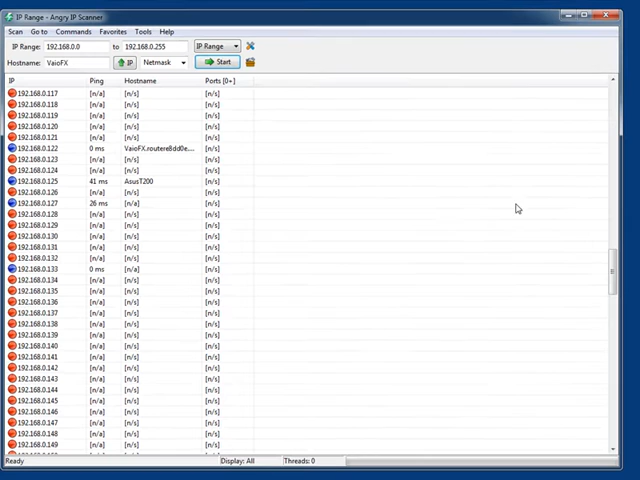 IP Range - Angry IP Scanner
Scan Go to Commands Favorites Tools Help
IP Range: 192.168.0.0 to 192.168.0.255 IP Range
Hostname: VaioFX IP Netmask Start
IP Ping Hostname Ports [0+]
192.168.0.117 [n/a] [n/s] [n/s]
192.168.0.118 [n/a] [n/s] [n/s]
192.168.0.119 [n/a] [n/s] [n/s]
192.168.0.120 [n/a] [n/s] [n/s]
192.168.0.121 [n/a] [n/s] [n/s]
192.168.0.122 0 ms VaioFX.routere8dd0e... [n/s]
192.168.0.123 [n/a] [n/s] [n/s]
192.168.0.124 [n/a] [n/s] [n/s]
192.168.0.125 41 ms AsusT200 [n/s]
192.168.0.126 [n/a] [n/s] [n/s]
192.168.0.127 26 ms [n/a] [n/s]
192.168.0.128 [n/a] [n/s] [n/s]
192.168.0.129 [n/a] [n/s] [n/s]
192.168.0.130 [n/a] [n/s] [n/s]
192.168.0.131 [n/a] [n/s] [n/s]
192.168.0.132 [n/a] [n/s] [n/s]
192.168.0.133 0 ms [n/a] [n/s]
192.168.0.134 [n/a] [n/s] [n/s]
192.168.0.135 [n/a] [n/s] [n/s]
192.168.0.136 [n/a] [n/s] [n/s]
192.168.0.137 [n/a] [n/s] [n/s]
192.168.0.138 [n/a] [n/s] [n/s]
192.168.0.139 [n/a] [n/s] [n/s]
192.168.0.140 [n/a] [n/s] [n/s]
192.168.0.141 [n/a] [n/s] [n/s]
192.168.0.142 [n/a] [n/s] [n/s]
192.168.0.143 [n/a] [n/s] [n/s]
192.168.0.144 [n/a] [n/s] [n/s]
192.168.0.145 [n/a] [n/s] [n/s]
192.168.0.146 [n/a] [n/s] [n/s]
192.168.0.147 [n/a] [n/s] [n/s]
192.168.0.148 [n/a] [n/s] [n/s]
192.168.0.149 [n/a] [n/s] [n/s]
Ready Display: All Threads: 0